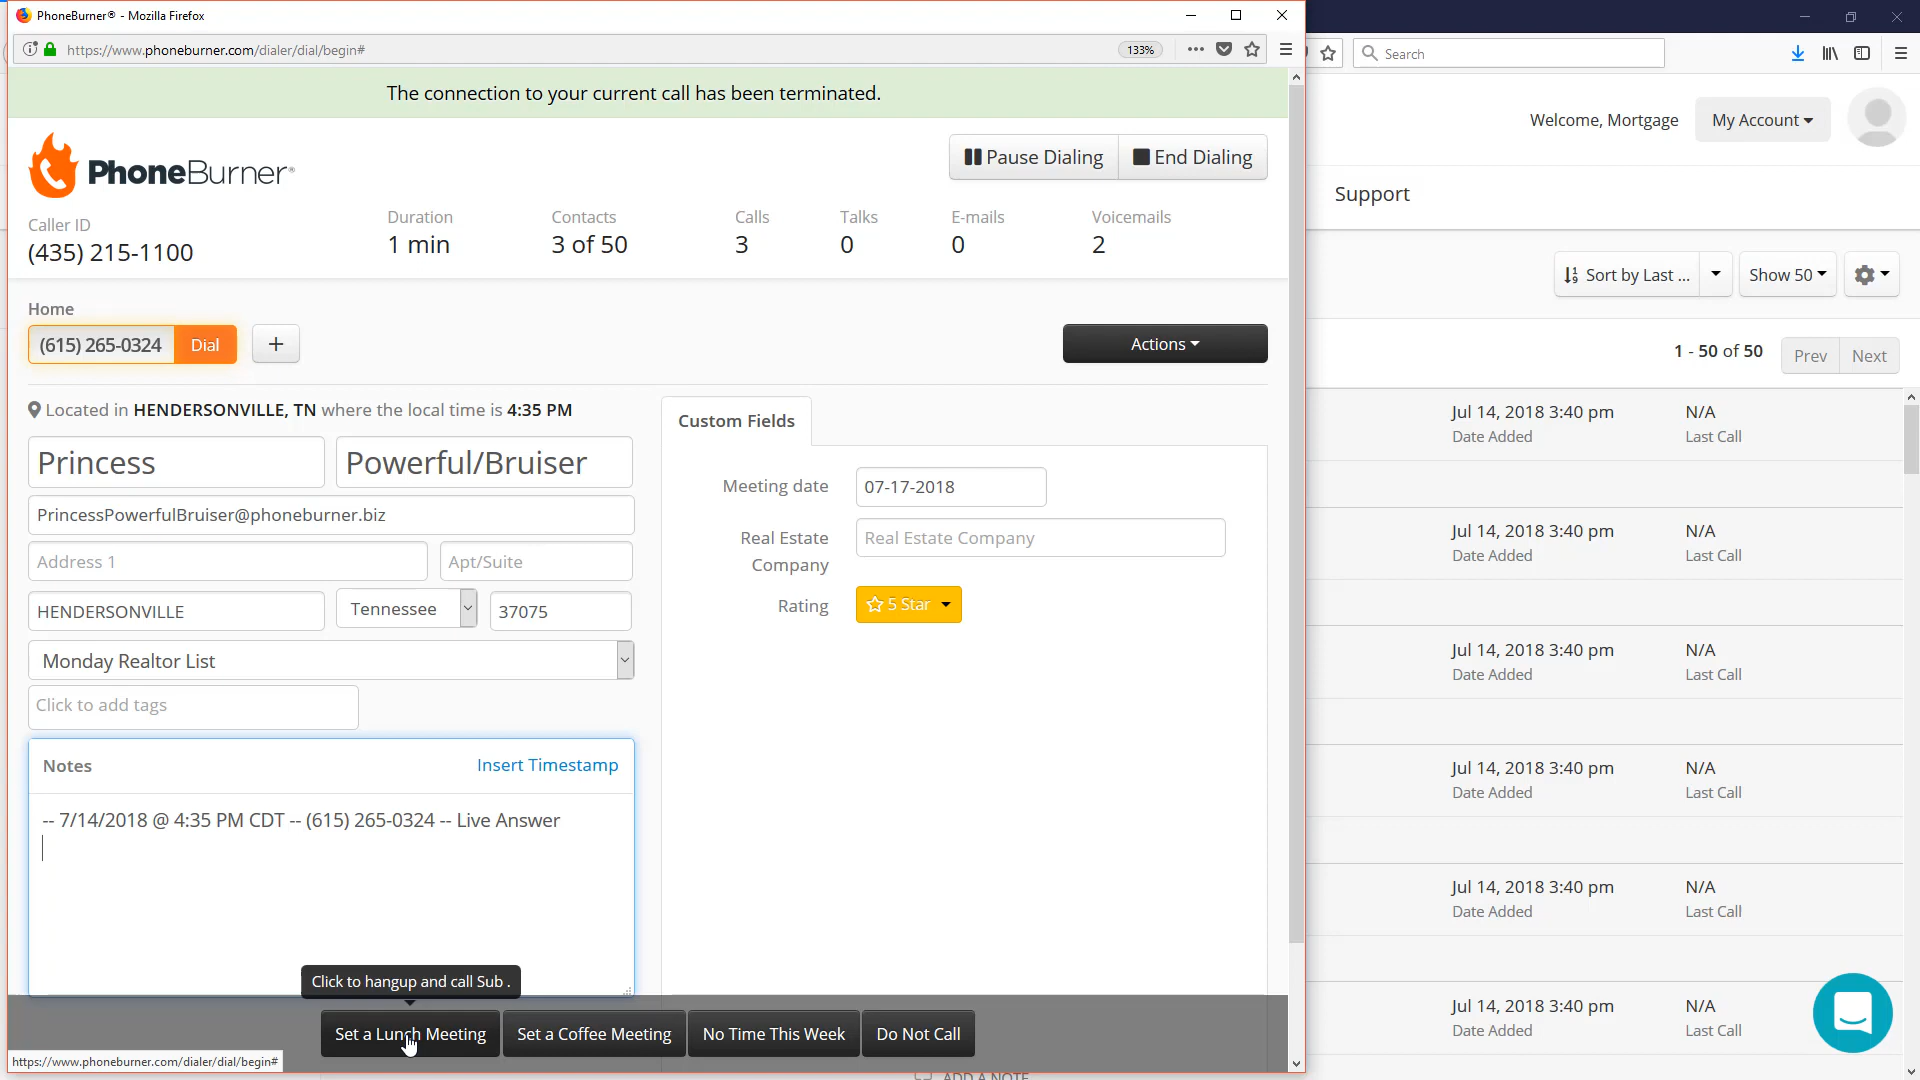 PhoneBurner® - Mozilla Firefox
https://www.phoneburner.com/dialer/dial/begin#
133%
Search
The connection to your current call has been terminated.
Welcome, Mortgage
My Account
PhoneBurner®
Pause Dialing
End Dialing
Support
Caller ID
(435) 215-1100
Duration
1 min
Contacts
3 of 50
Calls
3
Talks
0
E-mails
0
Voicemails
2
Sort by Last ...
Show 50
Home
(615) 265-0324
Dial
+
Actions
1 - 50 of 50
Prev
Next
Located in HENDERSONVILLE, TN where the local time is 4:35 PM
Princess
Powerful/Bruiser
PrincessPowerfulBruiser@phoneburner.biz
Address 1
Apt/Suite
HENDERSONVILLE
Tennessee
37075
Monday Realtor List
Click to add tags
Custom Fields
Meeting date
07-17-2018
Real Estate
Company
Real Estate Company
Rating
5 Star
Notes
Insert Timestamp
-- 7/14/2018 @ 4:35 PM CDT -- (615) 265-0324 -- Live Answer
Click to hangup and call Sub .
Set a Lunch Meeting
Set a Coffee Meeting
No Time This Week
Do Not Call
https://www.phoneburner.com/dialer/dial/begin#
ADD A NOTE
Jul 14, 2018 3:40 pm
Date Added
N/A
Last Call
Jul 14, 2018 3:40 pm
Date Added
N/A
Last Call
Jul 14, 2018 3:40 pm
Date Added
N/A
Last Call
Jul 14, 2018 3:40 pm
Date Added
N/A
Last Call
Jul 14, 2018 3:40 pm
Date Added
N/A
Last Call
Jul 14, 2018 3:40 pm
Date Added
N/A
Last Call